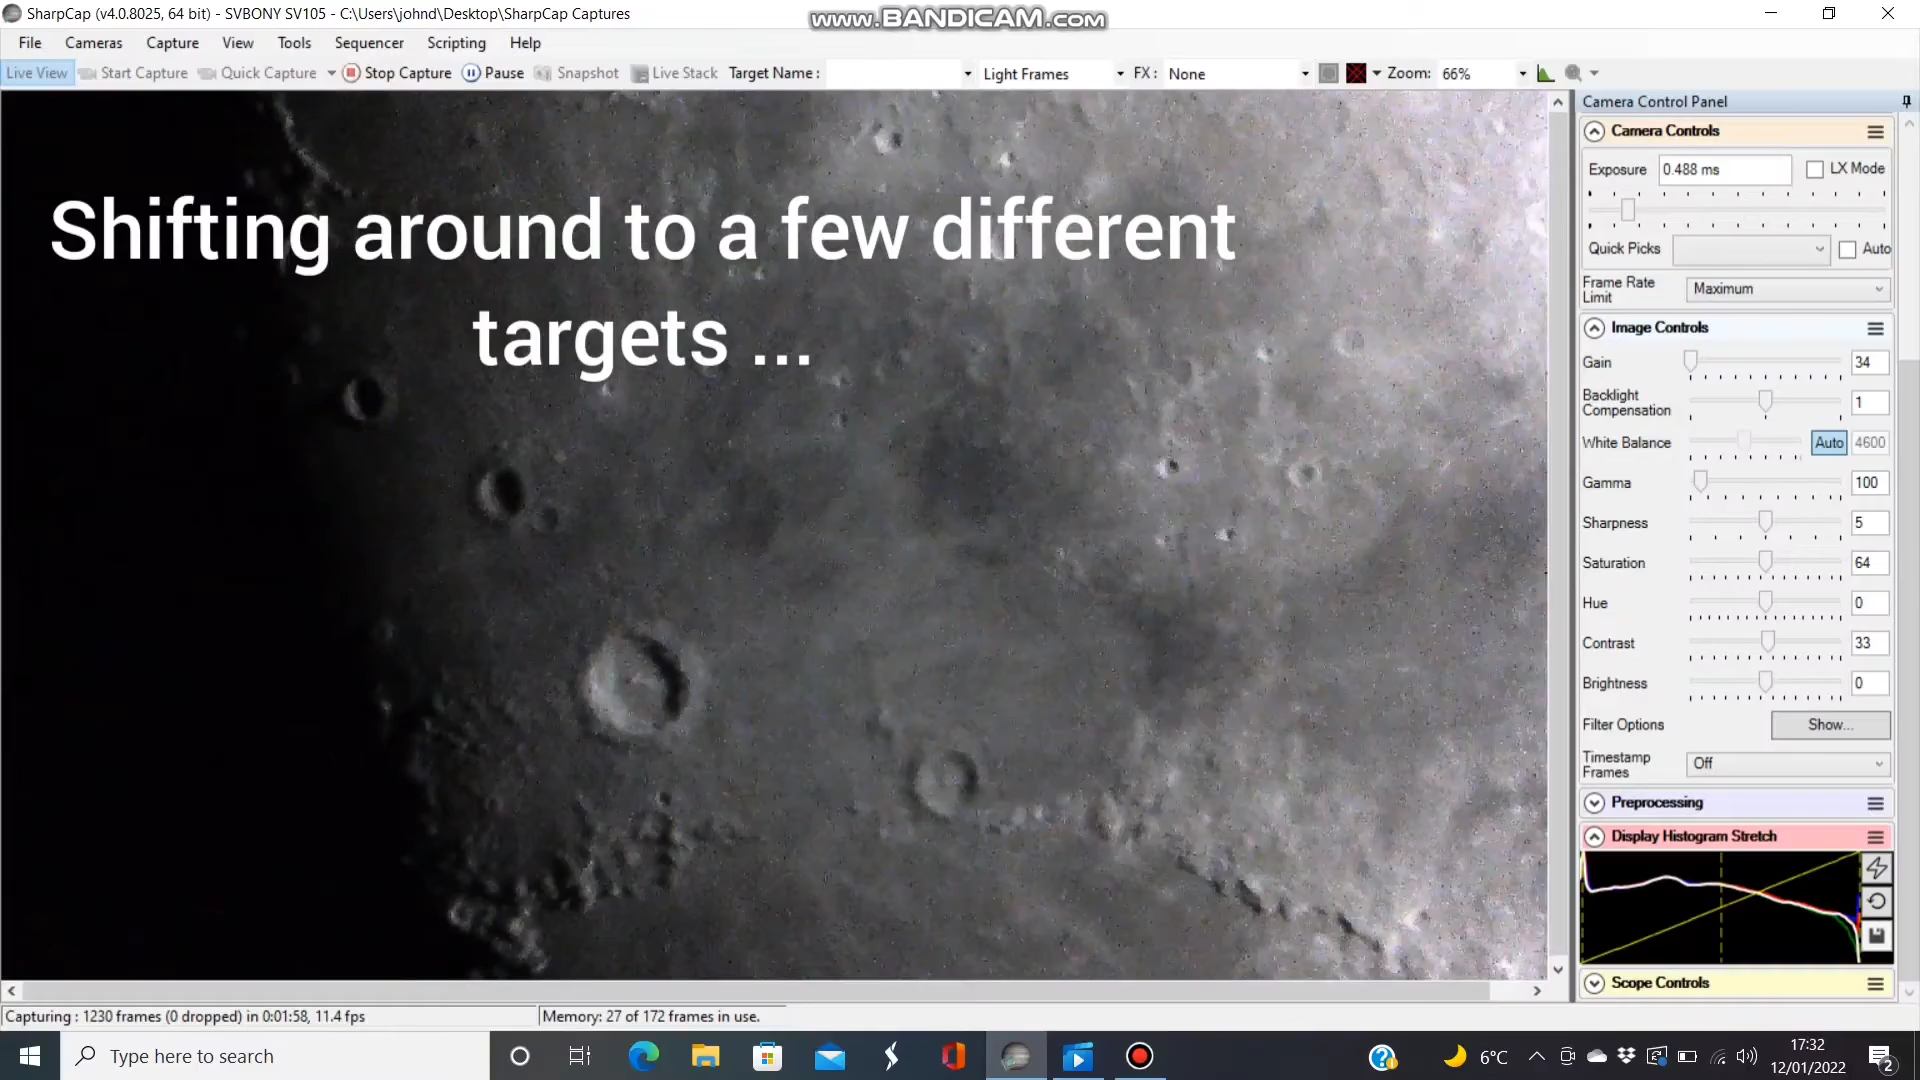 SharpCap (v4.0.8025, 64 bit) - SVBONY SV105 - C:\Users\johnd\Desktop\SharpCap Captures
www.BANDICAM.com
File Cameras Capture View Tools Sequencer Scripting Help
Live View Start Capture Quick Capture Stop Capture Pause Snapshot Live Stack Target Name : Light Frames FX : None Zoom: 66%
Shifting around to a few different
targets ...
Camera Control Panel
Camera Controls
Exposure 0.488 ms LX Mode
Quick Picks Auto
Frame Rate
Limit
Maximum
Image Controls
Gain 34
Backlight
Compensation
1
White Balance Auto 4600
Gamma 100
Sharpness 5
Saturation 64
Hue 0
Contrast 33
Brightness 0
Filter Options Show...
Timestamp
Frames
Off
Preprocessing
Display Histogram Stretch
Scope Controls
Capturing : 1230 frames (0 dropped) in 0:01:58, 11.4 fps
Memory: 27 of 172 frames in use.
Type here to search
6°C
17:32
12/01/2022
2